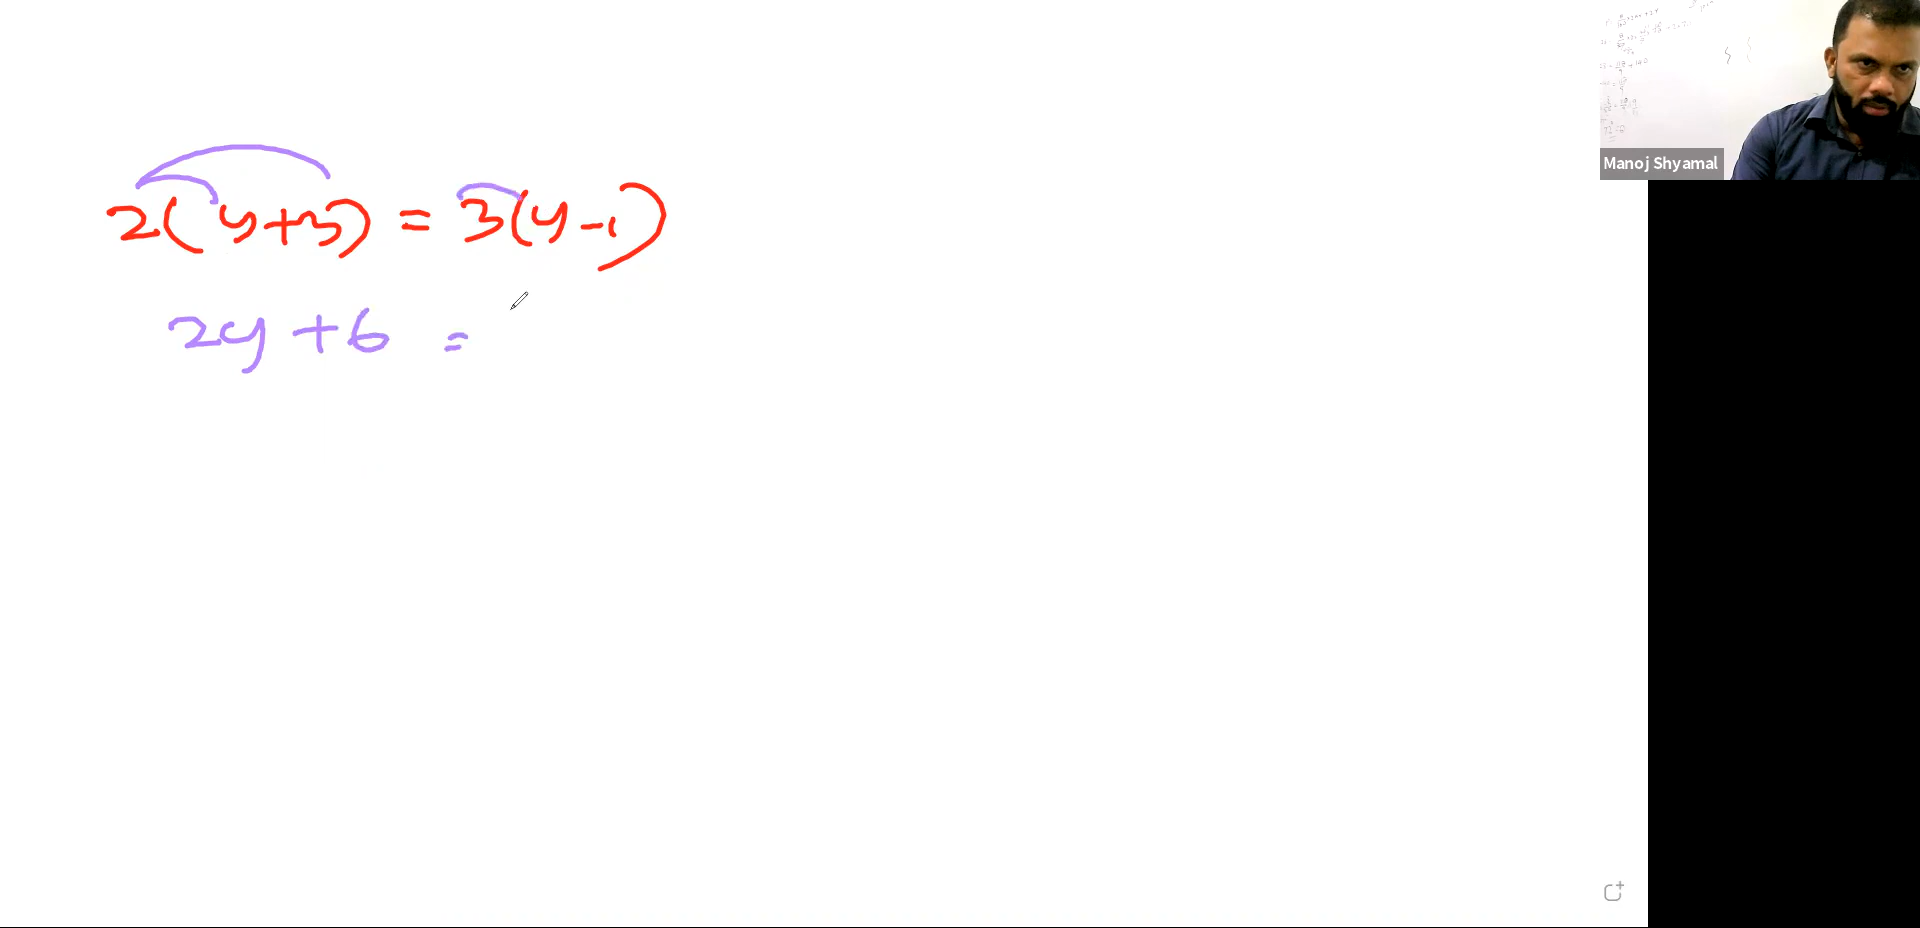 2(y+3) = 3(y-1)
2y + 6 =
Manoj Shyamal